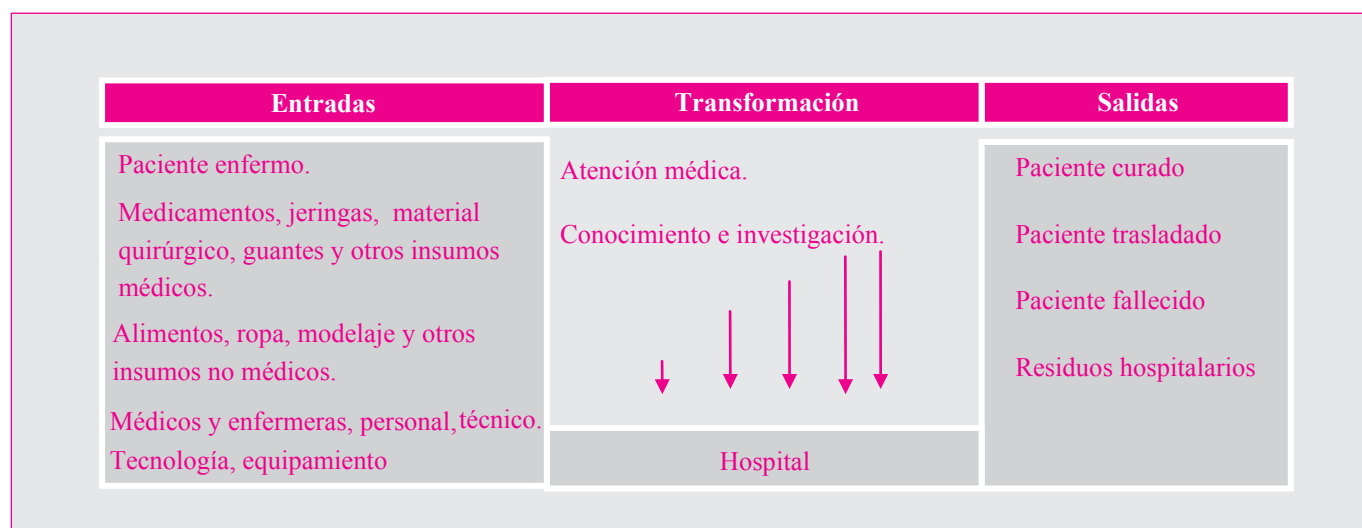 Entradas
Transformación
Salidas
Paciente enfermo.
Medicamentos, jeringas, material
quirúrgico, guantes y otros insumos
médicos.
Alimentos, ropa, modelaje y otros
insumos no médicos.
Médicos y enfermeras, personal, técnico.
Tecnología, equipamiento
Atención médica.
Conocimiento e investigación.
Hospital
Paciente curado
Paciente trasladado
Paciente fallecido
Residuos hospitalarios